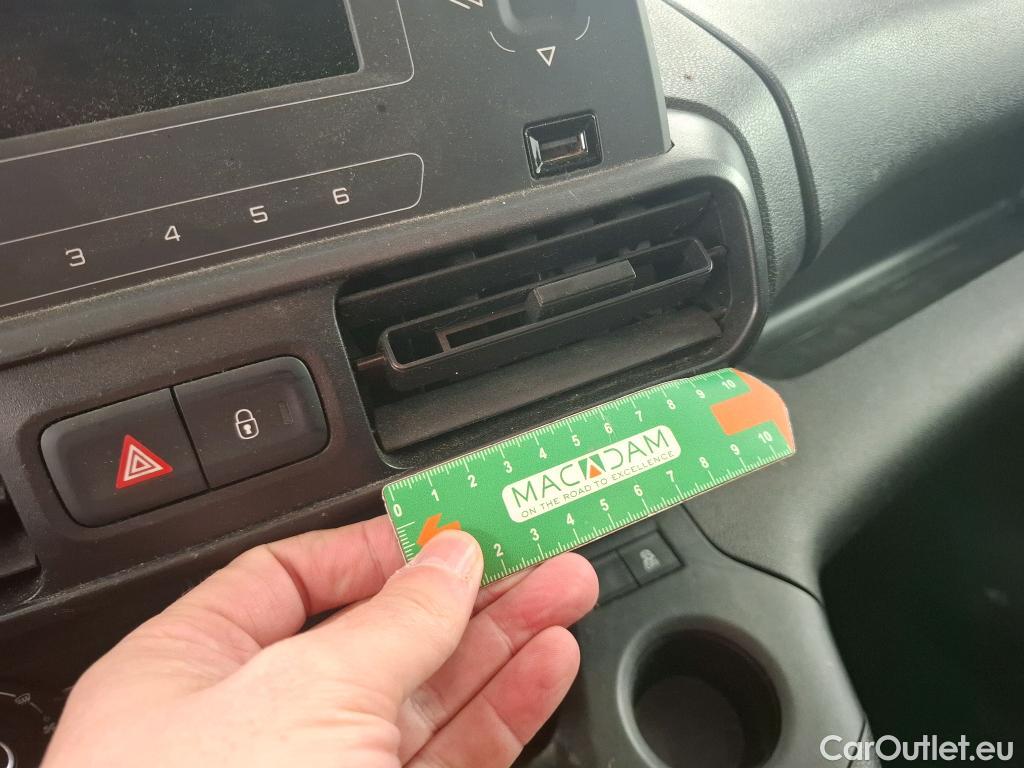 3 4 5 6
0 1 2 3 4 5 6 7 8 9 10
MACADAM
ON THE ROAD TO EXCELLENCE
2 3 4 5 6 7 8 9 10
CarOutlet.eu